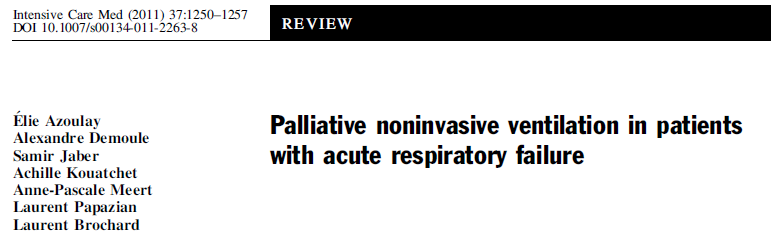 Intensive Care Med (2011) 37:1250–1257
DOI 10.1007/s00134-011-2263-8
REVIEW
Élie Azoulay
Alexandre Demoule
Samir Jaber
Achille Kouatchet
Anne-Pascale Meert
Laurent Papazian
Laurent Brochard
Palliative noninvasive ventilation in patients
with acute respiratory failure